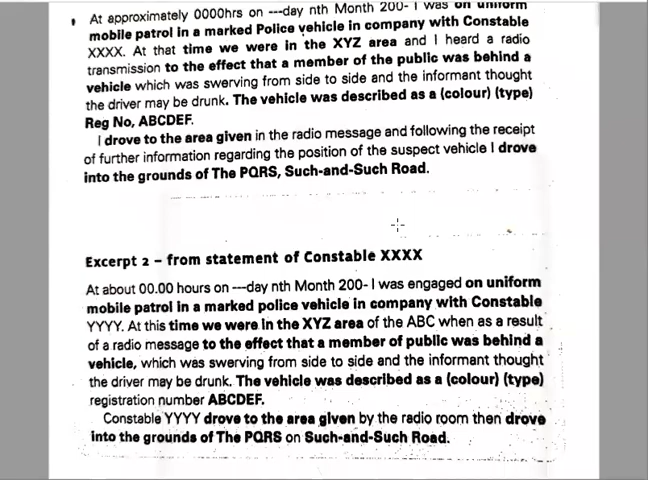 At approximately 0000hrs on ---day nth Month 200- I was on uniform
mobile patrol in a marked Police vehicle in company with Constable
XXXX. At that time we were in the XYZ area and I heard a radio
transmission to the effect that a member of the public was behind a
vehicle which was swerving from side to side and the informant thought
the driver may be drunk. The vehicle was described as a (colour) (type)
Reg No, ABCDEF.
I drove to the area given in the radio message and following the receipt
of further information regarding the position of the suspect vehicle I drove
into the grounds of The PQRS, Such-and-Such Road.
Excerpt 2 – from statement of Constable XXXX
At about 00.00 hours on ---day nth Month 200- I was engaged on uniform
mobile patrol in a marked police vehicle in company with Constable
YYYY. At this time we were in the XYZ area of the ABC when as a result
of a radio message to the effect that a member of public was behind a
vehicle, which was swerving from side to side and the informant thought
the driver may be drunk. The vehicle was described as a (colour) (type)
registration number ABCDEF.
Constable YYYY drove to the area given by the radio room then drove
into the grounds of The PQRS on Such-and-Such Road.